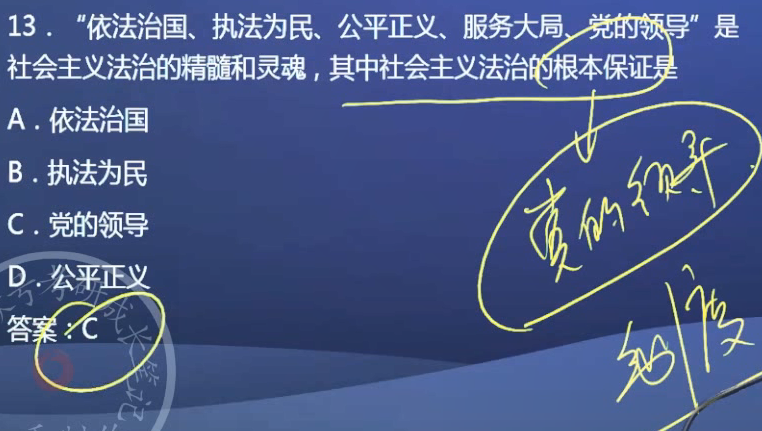 13．“依法治国、执法为民、公平正义、服务大局、党的领导”是
社会主义法治的精髓和灵魂，其中社会主义法治的根本保证是
A．依法治国
B．执法为民
C．党的领导
D．公平正义
答案：C
党的领导
制度